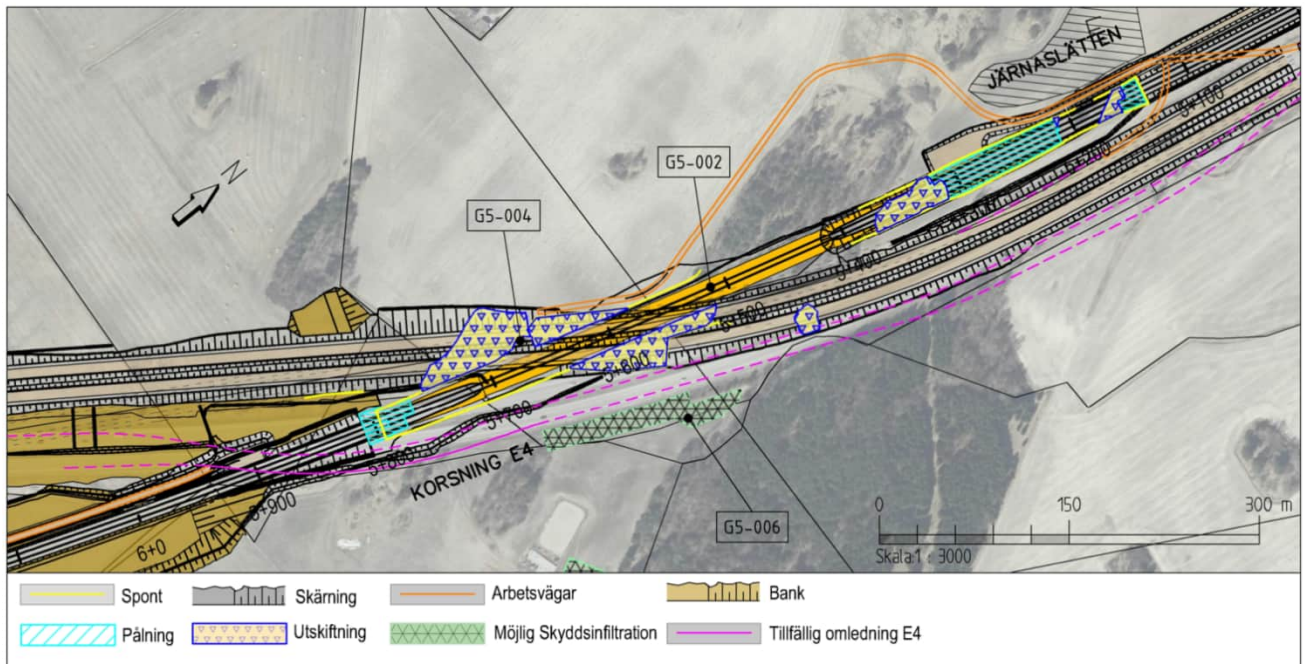 JÄRNASLÄTTEN
5+100
5+200
G5-002
N
G5-004
5+400
5+500
5+600
5+700
5+800
KORSNING E4
5+900
6+0
G5-006
0 150 300 m
Skala:1 : 3000
Spont
Skärning
Arbetsvägar
Bank
Pålning
Utskiftning
Möjlig Skyddsinfiltration
Tillfällig omledning E4